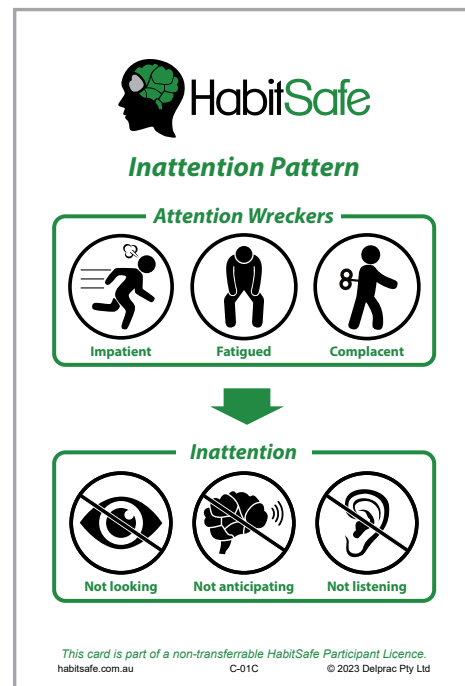 HabitSafe
Inattention Pattern
Attention Wreckers
Impatient Fatigued Complacent
Inattention
Not looking Not anticipating Not listening
This card is part of a non-transferrable HabitSafe Participant Licence.
habitsafe.com.au C-01C © 2023 Delprac Pty Ltd